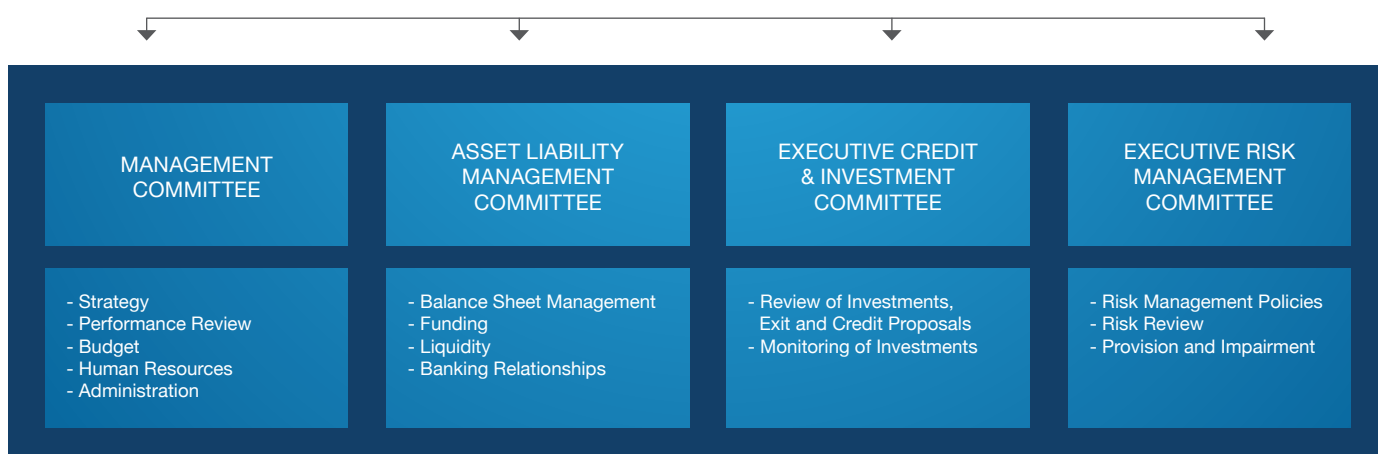 MANAGEMENT
COMMITTEE
ASSET LIABILITY
MANAGEMENT
COMMITTEE
EXECUTIVE CREDIT
& INVESTMENT
COMMITTEE
EXECUTIVE RISK
MANAGEMENT
COMMITTEE
- Strategy
- Performance Review
- Budget
- Human Resources
- Administration
- Balance Sheet Management
- Funding
- Liquidity
- Banking Relationships
- Review of Investments,
Exit and Credit Proposals
- Monitoring of Investments
- Risk Management Policies
- Risk Review
- Provision and Impairment